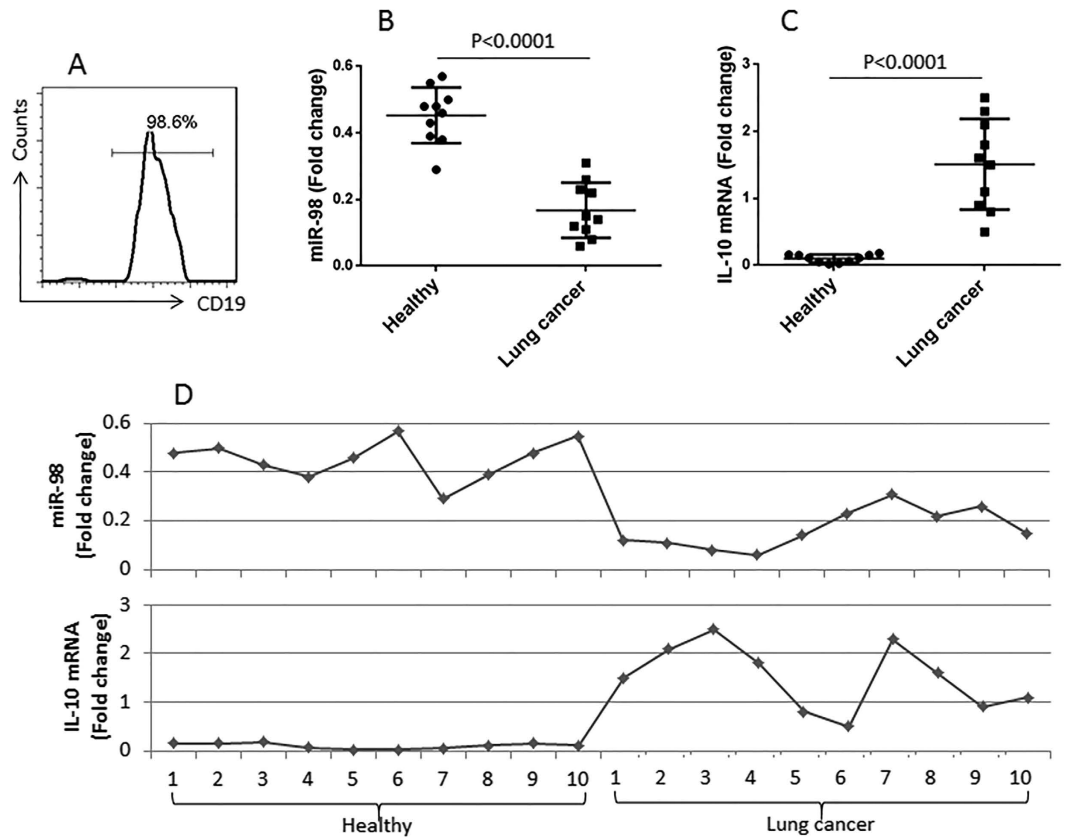 A
98.6%
Counts
CD19
B
P<0.0001
miR-98 (Fold change)
0.6
0.4
0.2
0.0
Healthy
Lung cancer
C
P<0.0001
IL-10 mRNA (Fold change)
3
2
1
0
Healthy
Lung cancer
D
miR-98
(Fold change)
0.6
0.4
0.2
0
IL-10 mRNA
(Fold change)
3
2
1
0
1 2 3 4 5 6 7 8 9 10 1 2 3 4 5 6 7 8 9 10
Healthy Lung cancer